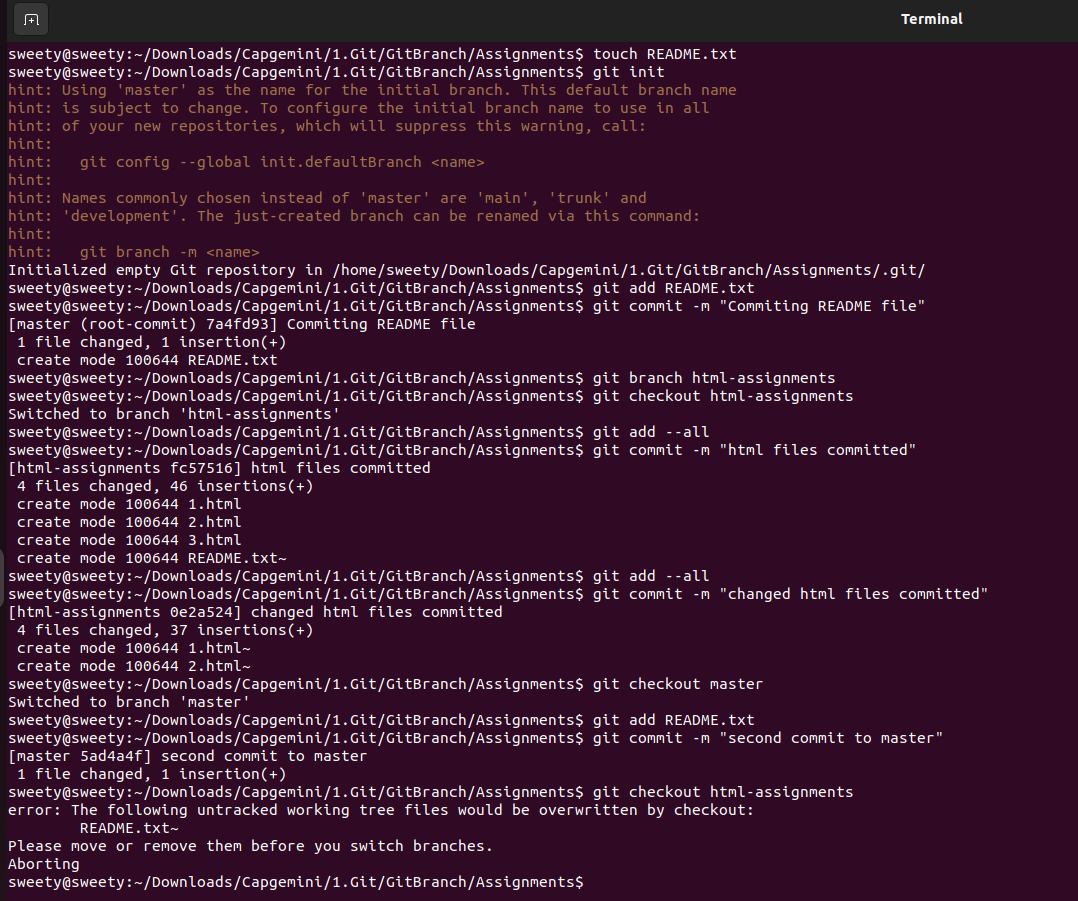 Terminal
sweety@sweety:~/Downloads/Capgemini/1.Git/GitBranch/Assignments$ touch README.txt
sweety@sweety:~/Downloads/Capgemini/1.Git/GitBranch/Assignments$ git init
hint: Using 'master' as the name for the initial branch. This default branch name
hint: is subject to change. To configure the initial branch name to use in all
hint: of your new repositories, which will suppress this warning, call:
hint:
hint:   git config --global init.defaultBranch <name>
hint:
hint: Names commonly chosen instead of 'master' are 'main', 'trunk' and
hint: 'development'. The just-created branch can be renamed via this command:
hint:
hint:   git branch -m <name>
Initialized empty Git repository in /home/sweety/Downloads/Capgemini/1.Git/GitBranch/Assignments/.git/
sweety@sweety:~/Downloads/Capgemini/1.Git/GitBranch/Assignments$ git add README.txt
sweety@sweety:~/Downloads/Capgemini/1.Git/GitBranch/Assignments$ git commit -m "Commiting README file"
[master (root-commit) 7a4fd93] Commiting README file
 1 file changed, 1 insertion(+)
 create mode 100644 README.txt
sweety@sweety:~/Downloads/Capgemini/1.Git/GitBranch/Assignments$ git branch html-assignments
sweety@sweety:~/Downloads/Capgemini/1.Git/GitBranch/Assignments$ git checkout html-assignments
Switched to branch 'html-assignments'
sweety@sweety:~/Downloads/Capgemini/1.Git/GitBranch/Assignments$ git add --all
sweety@sweety:~/Downloads/Capgemini/1.Git/GitBranch/Assignments$ git commit -m "html files committed"
[html-assignments fc57516] html files committed
 4 files changed, 46 insertions(+)
 create mode 100644 1.html
 create mode 100644 2.html
 create mode 100644 3.html
 create mode 100644 README.txt~
sweety@sweety:~/Downloads/Capgemini/1.Git/GitBranch/Assignments$ git add --all
sweety@sweety:~/Downloads/Capgemini/1.Git/GitBranch/Assignments$ git commit -m "changed html files committed"
[html-assignments 0e2a524] changed html files committed
 4 files changed, 37 insertions(+)
 create mode 100644 1.html~
 create mode 100644 2.html~
sweety@sweety:~/Downloads/Capgemini/1.Git/GitBranch/Assignments$ git checkout master
Switched to branch 'master'
sweety@sweety:~/Downloads/Capgemini/1.Git/GitBranch/Assignments$ git add README.txt
sweety@sweety:~/Downloads/Capgemini/1.Git/GitBranch/Assignments$ git commit -m "second commit to master"
[master 5ad4a4f] second commit to master
 1 file changed, 1 insertion(+)
sweety@sweety:~/Downloads/Capgemini/1.Git/GitBranch/Assignments$ git checkout html-assignments
error: The following untracked working tree files would be overwritten by checkout:
        README.txt~
Please move or remove them before you switch branches.
Aborting
sweety@sweety:~/Downloads/Capgemini/1.Git/GitBranch/Assignments$